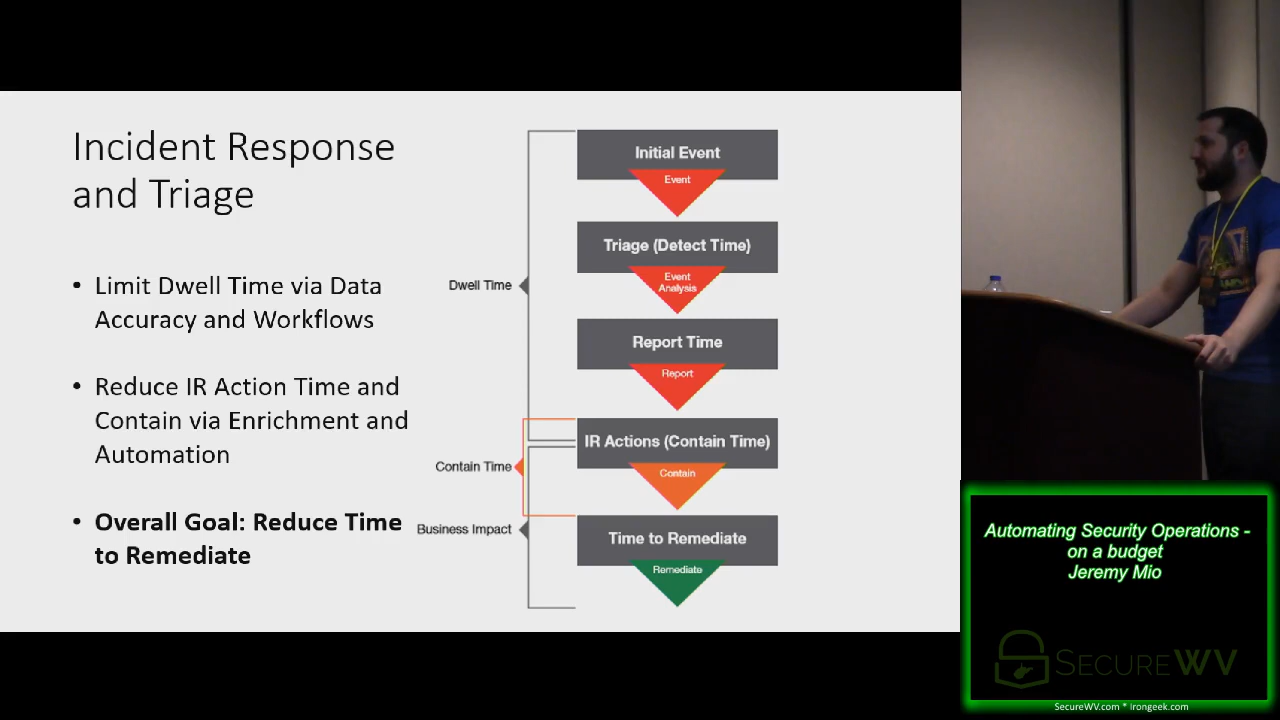 Incident Response
and Triage
• Limit Dwell Time via Data
Accuracy and Workflows
• Reduce IR Action Time and
Contain via Enrichment and
Automation
• Overall Goal: Reduce Time
to Remediate
Initial Event
Event
Triage (Detect Time)
Event
Analysis
Dwell Time
Report Time
Report
IR Actions (Contain Time)
Contain Time
Contain
Business Impact
Time to Remediate
Remediate
Automating Security Operations -
on a budget
Jeremy Mio
SECUREWV
SecureWV.com * irongeek.com